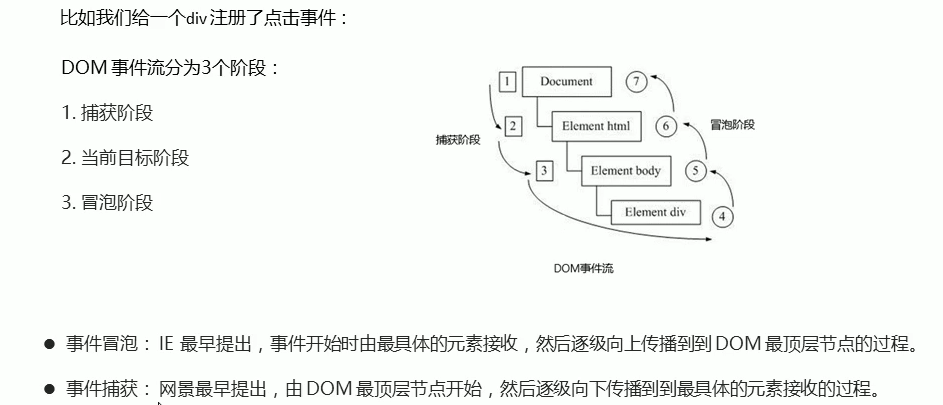 比如我们给一个div 注册了点击事件：
DOM 事件流分为3个阶段：
1. 捕获阶段
2. 当前目标阶段
3. 冒泡阶段
1 Document 7
2 Element html 6 冒泡阶段
捕获阶段
3 Element body 5
Element div 4
DOM事件流
● 事件冒泡： IE 最早提出，事件开始时由最具体的元素接收，然后逐级向上传播到到 DOM 最顶层节点的过程。
● 事件捕获： 网景最早提出，由 DOM 最顶层节点开始，然后逐级向下传播到到最具体的元素接收的过程。